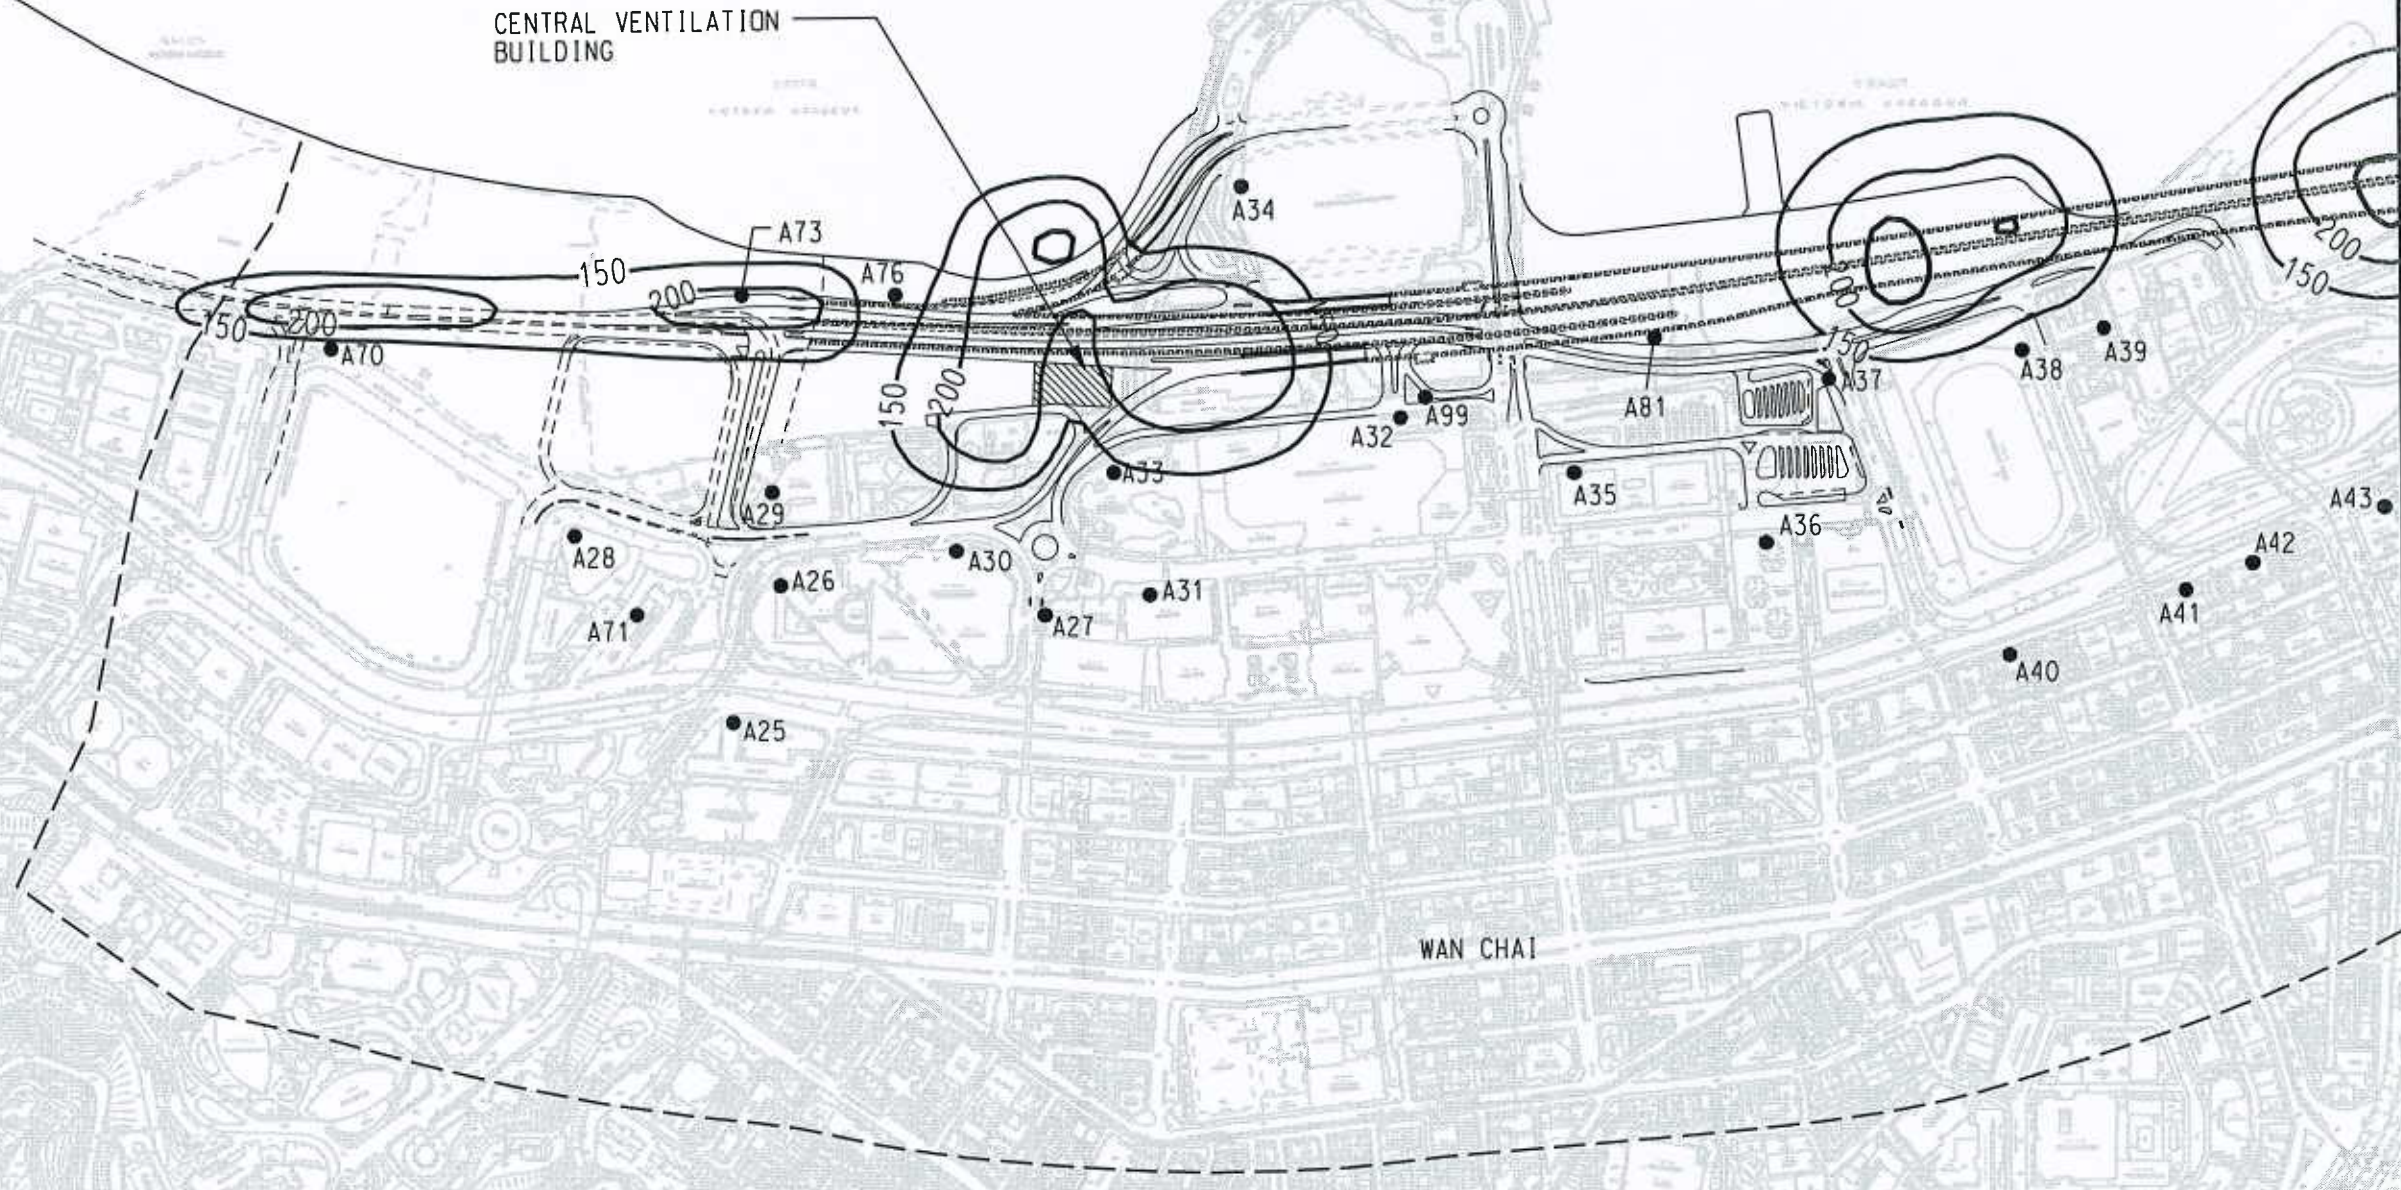 CENTRAL VENTILATION
BUILDING
A34
A73
150
A76
200
200
150
200
150
200
150
A70
A39
A38
150
A37
A81
A99
A32
150
200
A33
A35
A43
A29
A36
A28
A30
A42
A26
A31
A41
A71
A27
A40
A25
WAN CHAI